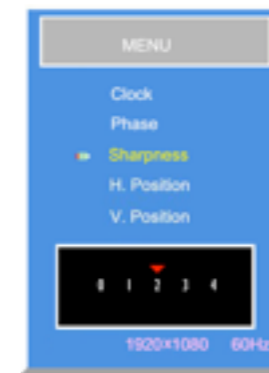 MENU
Clock
Phase
Sharpness
H. Position
V. Position
0 1 2 3 4
1920×1080 60Hz